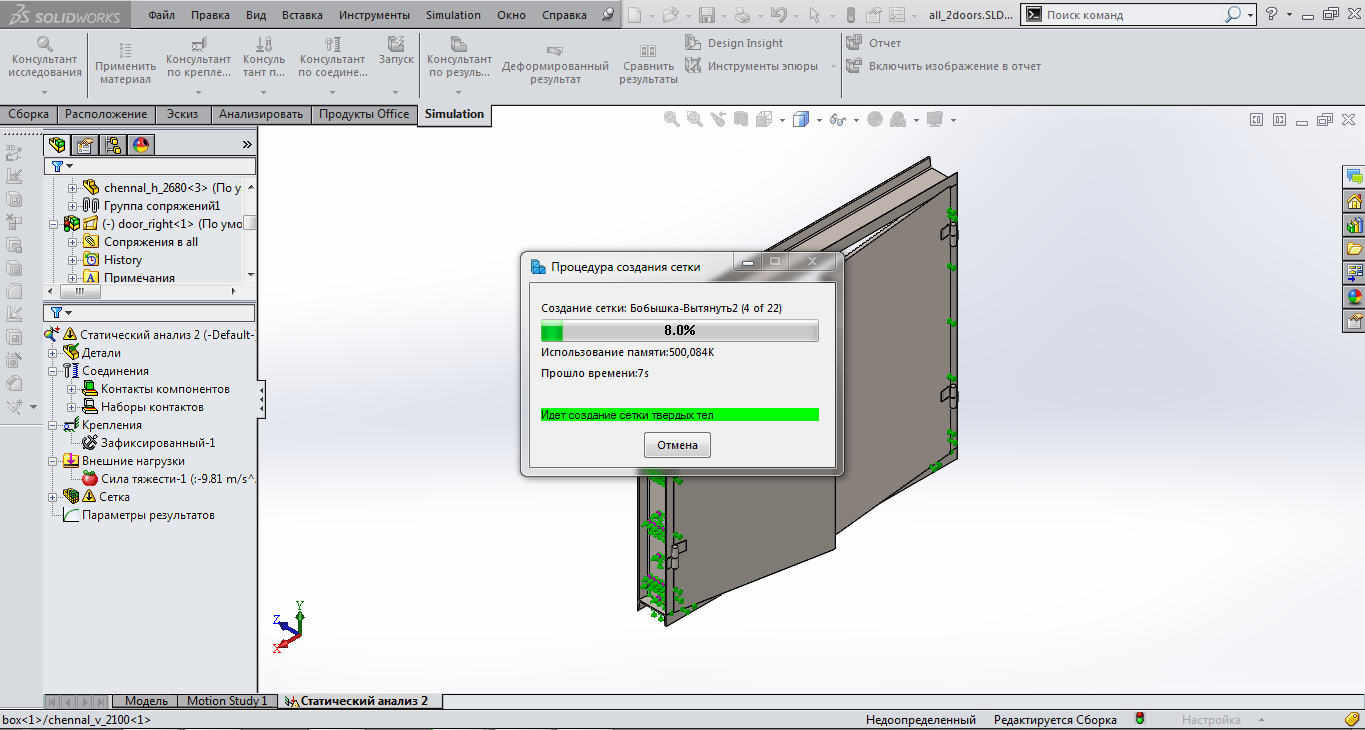 SOLIDWORKS Файл Правка Вид Вставка Инструменты Simulation Окно Справка all_2doors.SLD... Поиск команд
Консультант исследования
Применить материал
Консультант по крепле...
Консуль тант п...
Консультант по соедине...
Запуск
Консультант по резуль...
Деформированный результат
Сравнить результаты
Design Insight
Инструменты эпюры
Отчет
Включить изображение в отчет
Сборка Расположение Эскиз Анализировать Продукты Office Simulation
chennal_h_2680<3> (По у
Группа сопряжений1
(-) door_right<1> (По умо
Сопряжения в all
History
Примечания
Статический анализ 2 (-Default-
Детали
Соединения
Контакты компонентов
Наборы контактов
Крепления
Зафиксированный-1
Внешние нагрузки
Сила тяжести-1 (:-9.81 m/s^
Сетка
Параметры результатов
Процедура создания сетки
Создание сетки: Бобышка-Вытянуть2 (4 of 22)
8.0%
Использование памяти:500,084K
Прошло времени:7s
Идет создание сетки твердых тел
Отмена
Y
Z
X
Модель Motion Study 1 Статический анализ 2
box<1>/chennal_v_2100<1> Недоопределенный Редактируется Сборка Настройка